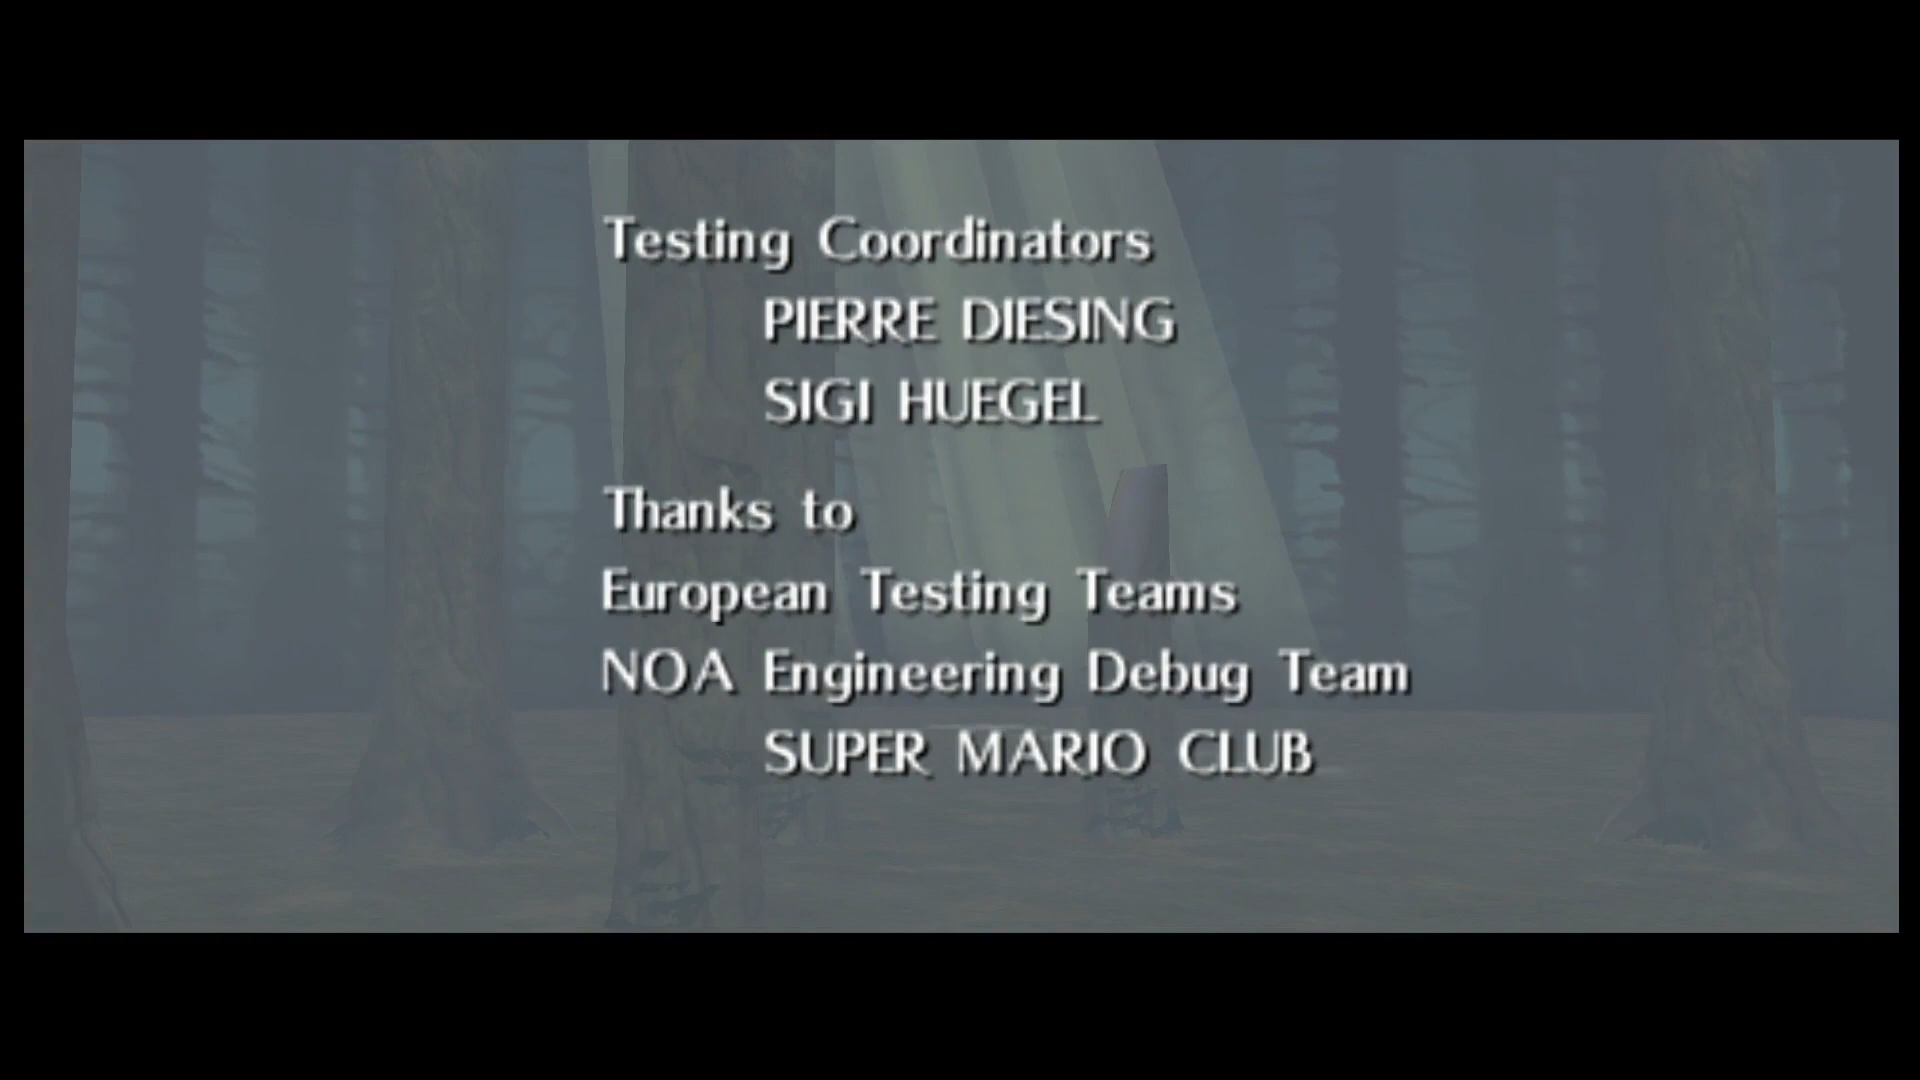 Testing Coordinators
PIERRE DIESING
SIGI HUEGEL
Thanks to
European Testing Teams
NOA Engineering Debug Team
SUPER MARIO CLUB